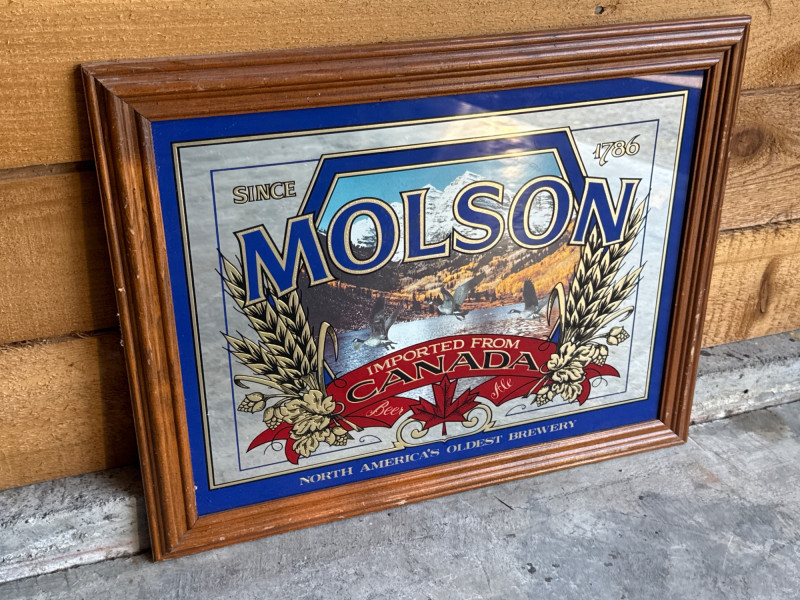 SINCE 1786
MOLSON
IMPORTED FROM
CANADA
Beer Ale
NORTH AMERICA'S OLDEST BREWERY